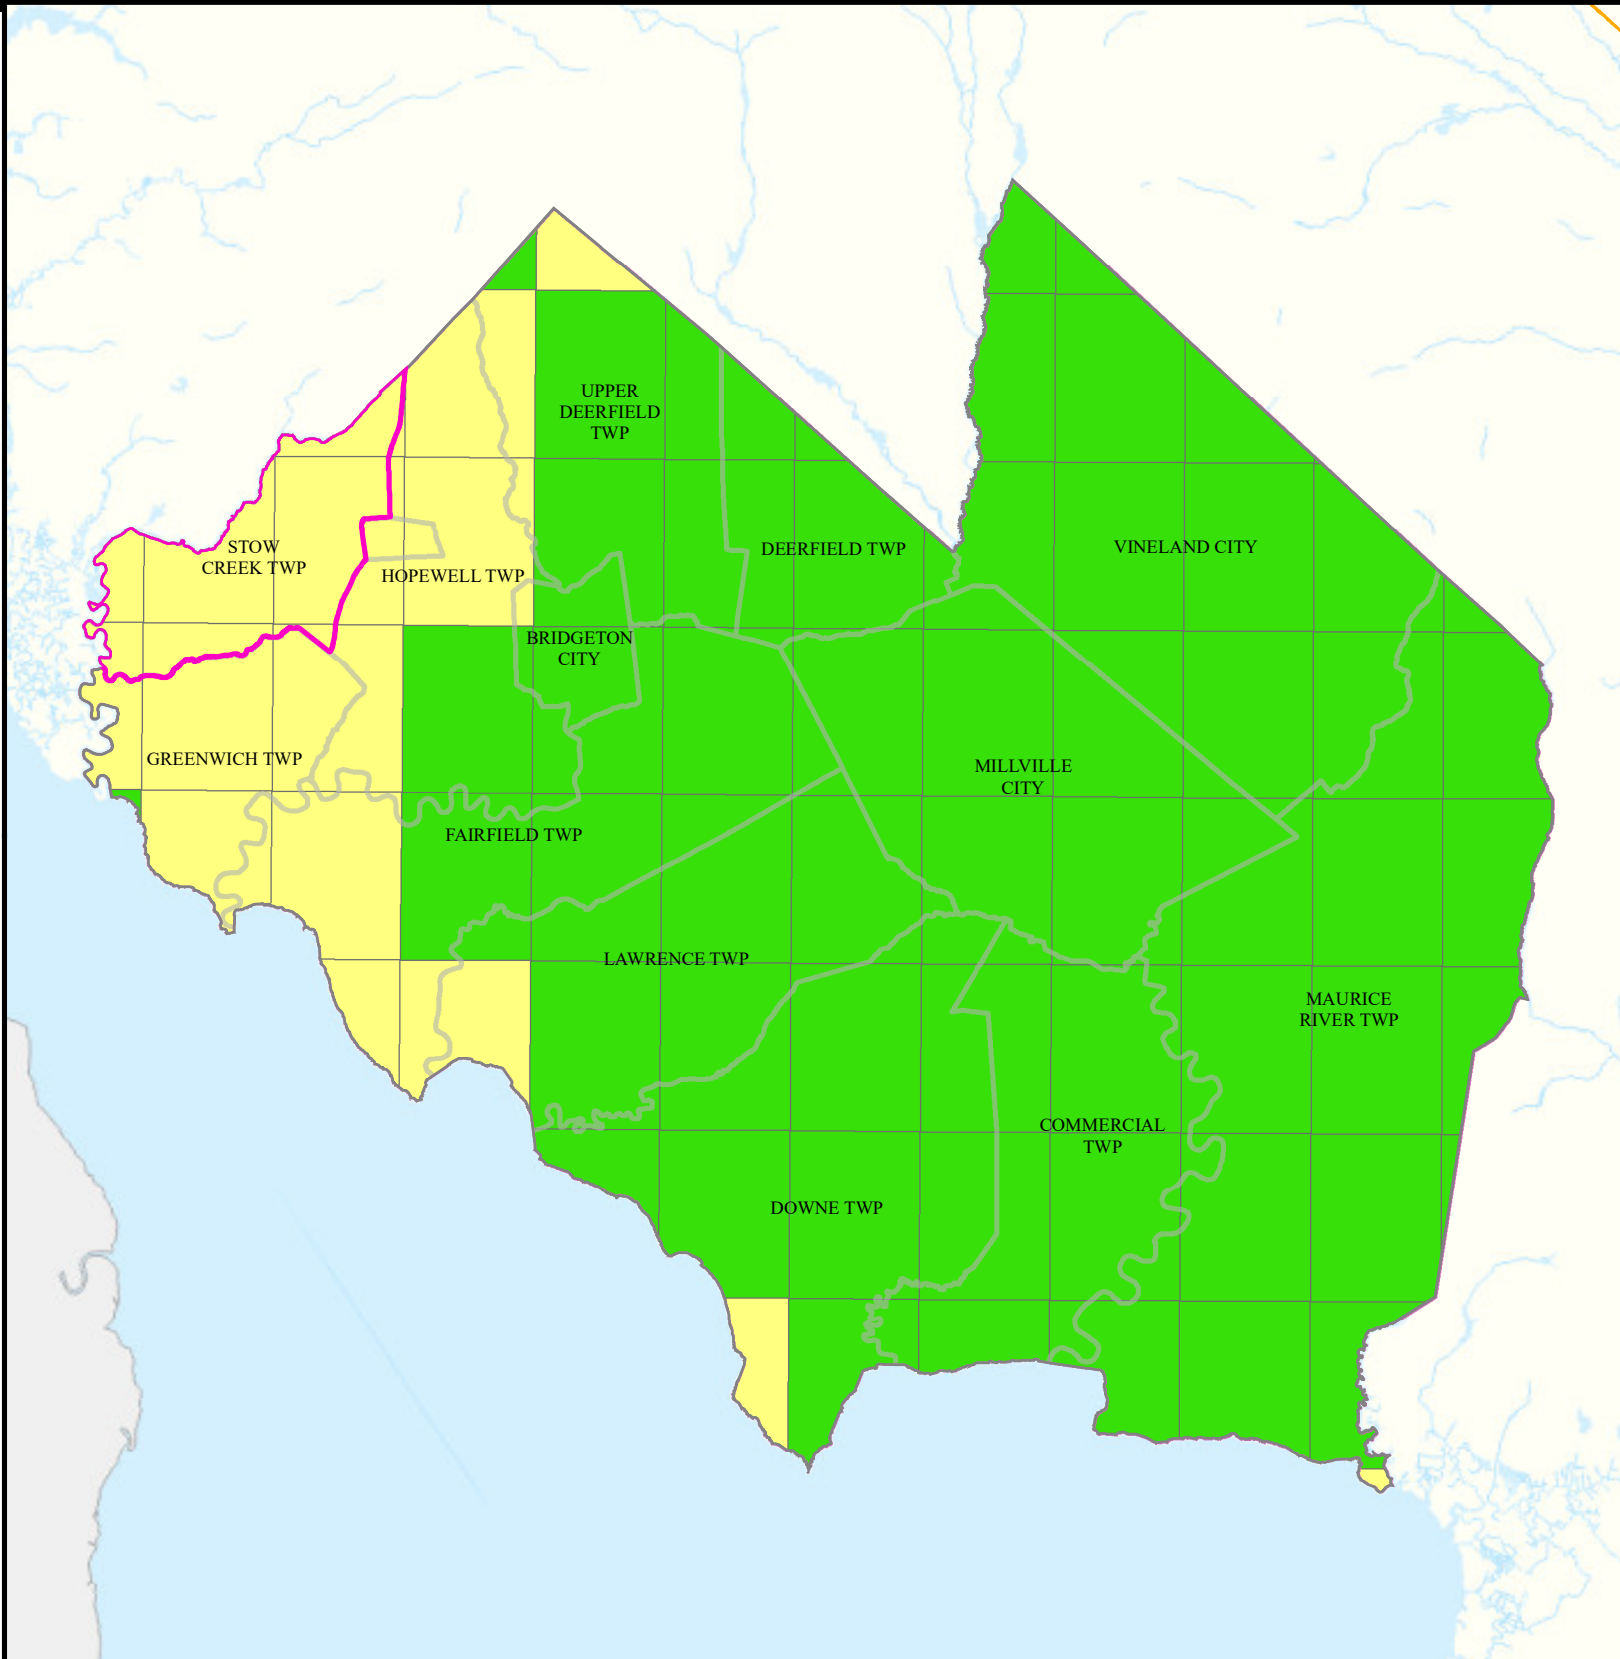 UPPER
DEERFIELD
TWP
STOW
CREEK TWP
HOPEWELL TWP
DEERFIELD TWP
VINELAND CITY
BRIDGETON
CITY
GREENWICH TWP
MILLVILLE
CITY
FAIRFIELD TWP
LAWRENCE TWP
MAURICE
RIVER TWP
COMMERCIAL
TWP
DOWNE TWP